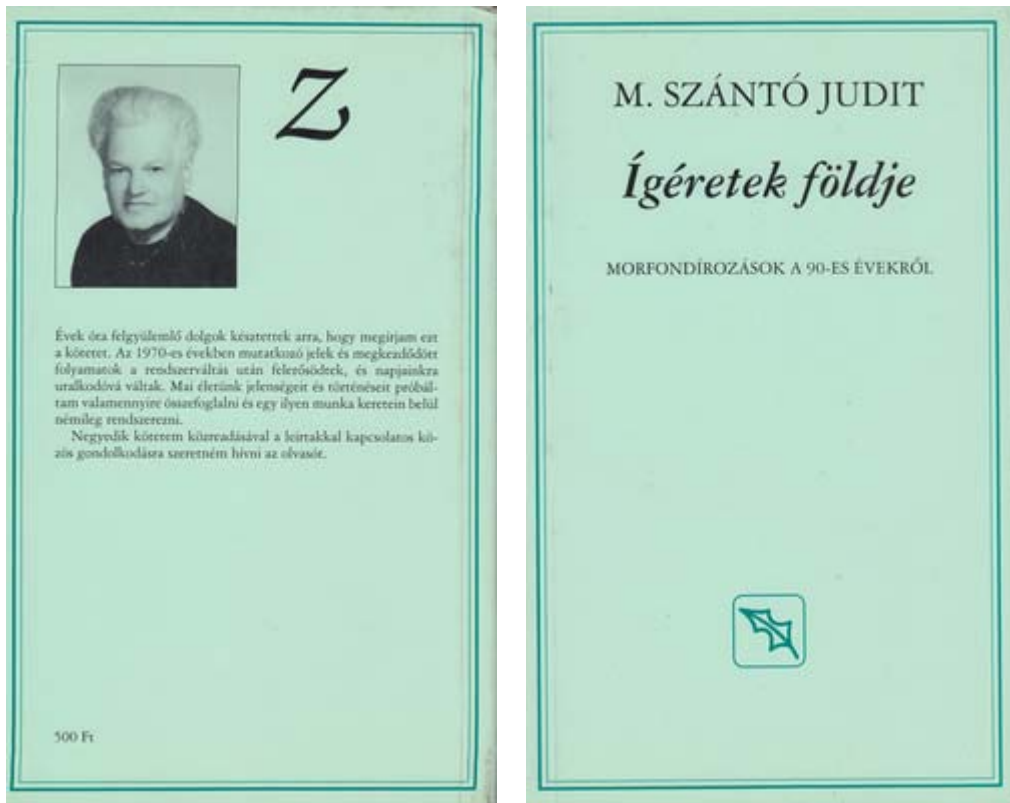 Z
Évek óta felgyülemlő dolgok késztettek arra, hogy megírjam ezt
a kötetet. Az 1970-es években mutatkozó jelek és megkezdődött
folyamatok a rendszerváltás után felerősödtek, és napjainkra
uralkodóvá váltak. Mai életünk jelenségeit és történéseit próbál-
tam valamennyire összefoglalni és egy ilyen munka keretein belül
némileg rendszerezni.
Negyedik kötetem közreadásával a leírtakkal kapcsolatos kö-
zös gondolkodásra szeretném hívni az olvasót.
500 Ft
M. SZÁNTÓ JUDIT
Ígéretek földje
MORFONDÍROZÁSOK A 90-ES ÉVEKRŐL